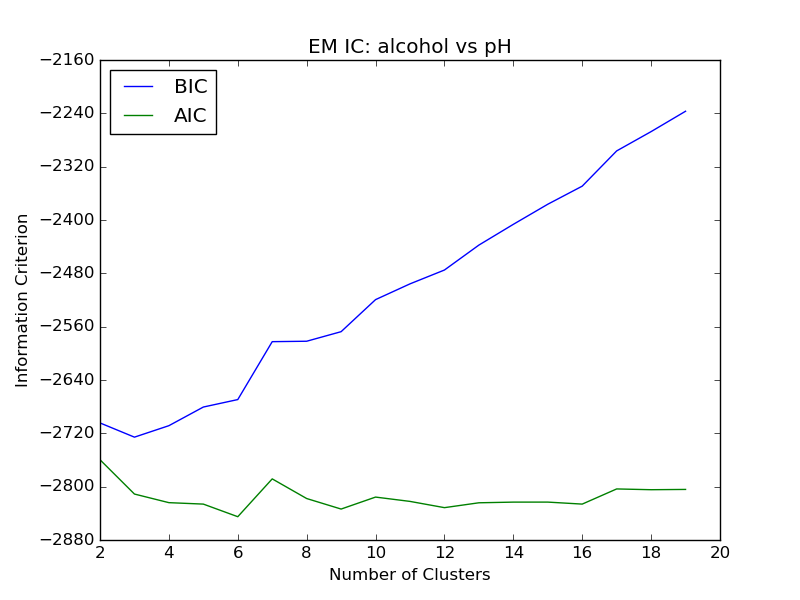 EM IC: alcohol vs pH
BIC
AIC
−2160
−2240
−2320
−2400
−2480
−2560
−2640
−2720
−2800
−2880
Information Criterion
2 4 6 8 10 12 14 16 18 20
Number of Clusters